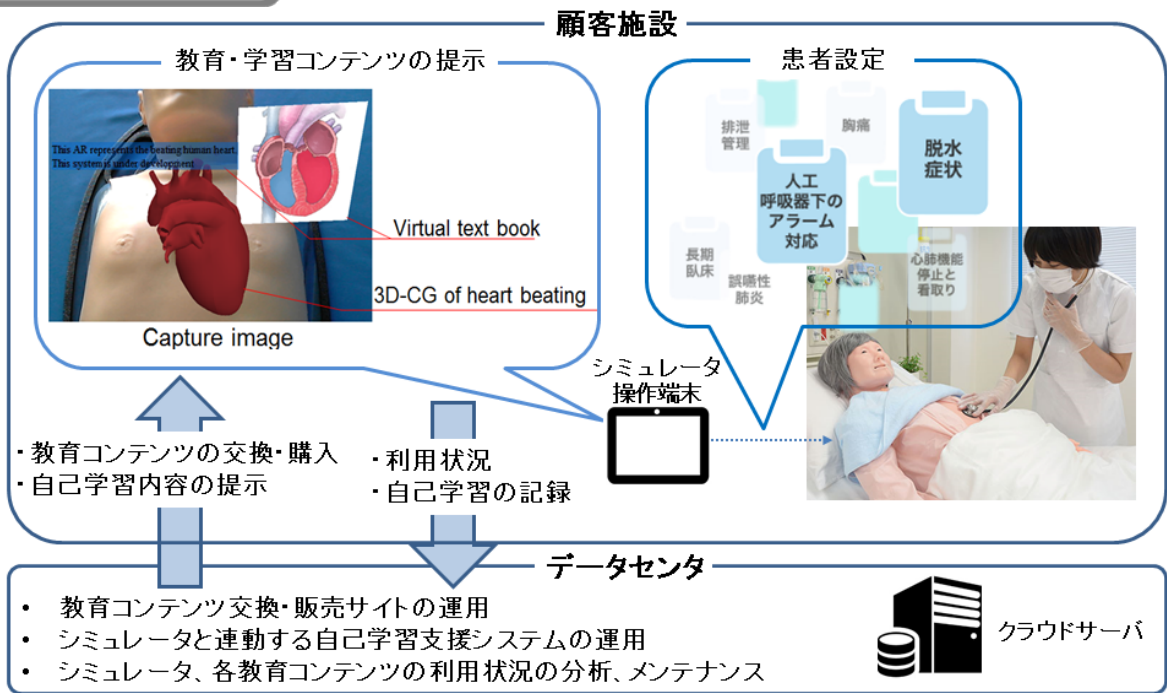 顧客施設
教育・学習コンテンツの提示
This AR represents the beating human heart.
This system is under development
Virtual text book
3D-CG of heart beating
Capture image
患者設定
排泄
管理
胸痛
脱水
症状
人工
呼吸器下の
アラーム
対応
長期
臥床
誤嚥性
肺炎
心肺機能
停止と
看取り
シミュレータ
操作端末
・教育コンテンツの交換・購入
・自己学習内容の提示
・利用状況
・自己学習の記録
データセンタ
• 教育コンテンツ交換・販売サイトの運用
• シミュレータと連動する自己学習支援システムの運用
• シミュレータ、各教育コンテンツの利用状況の分析、メンテナンス
クラウドサーバ